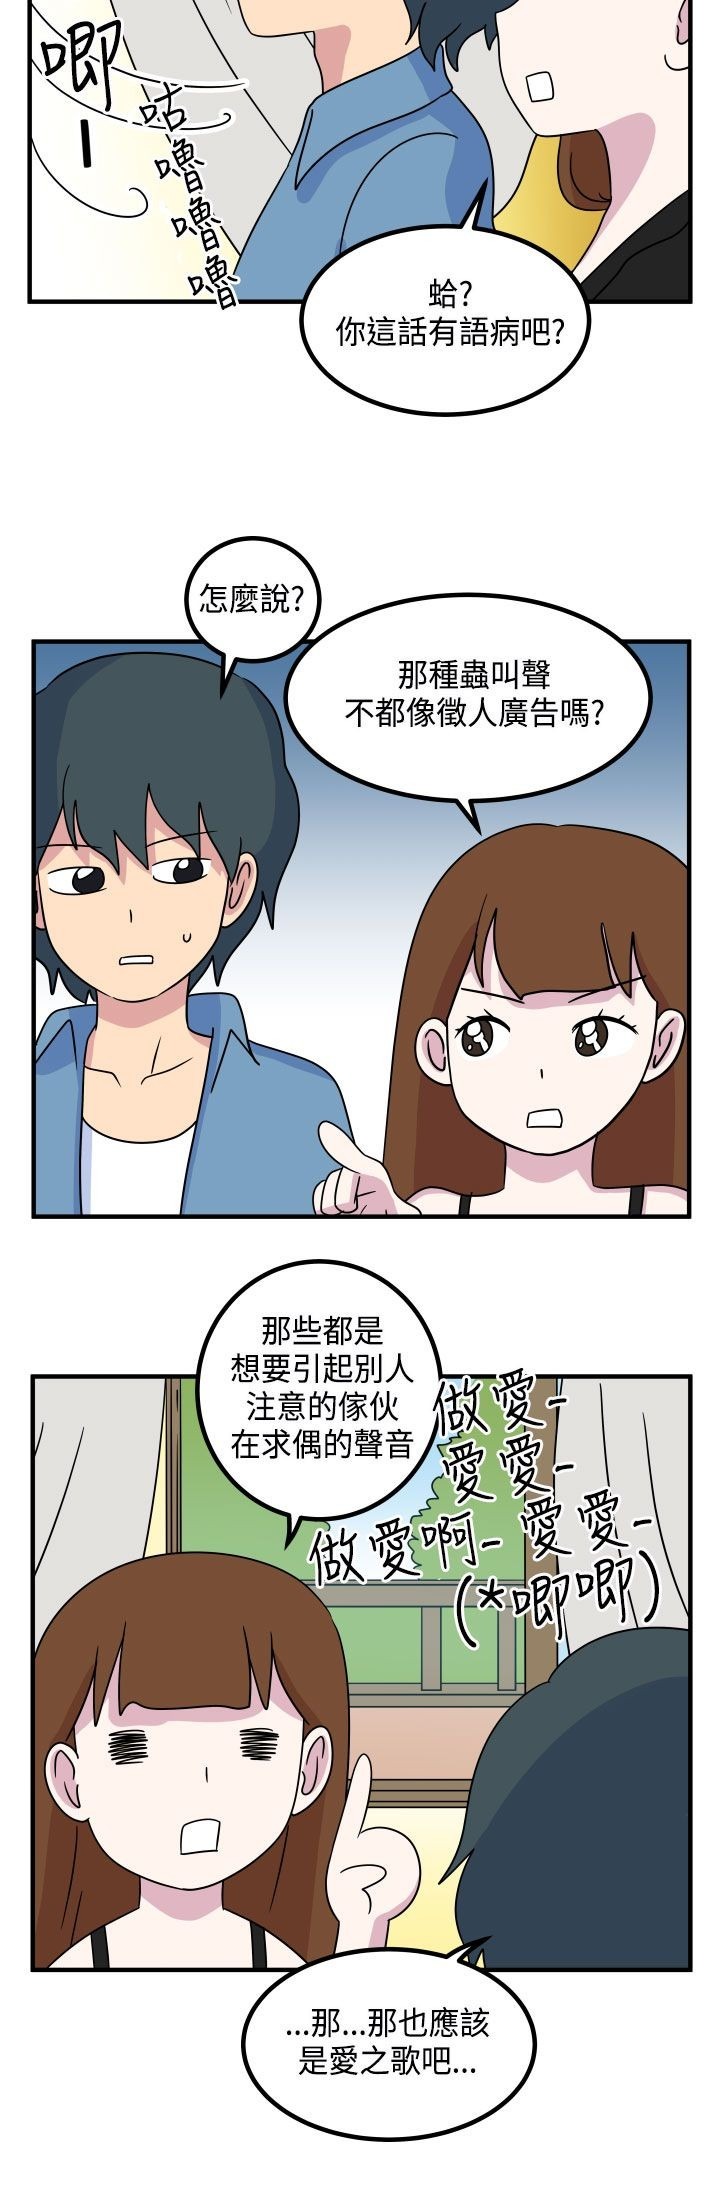 唧-
咕
嚕
嚕
嚕
蛤?
你這話有語病吧?
怎麼說?
那種蟲叫聲
不都像徵人廣告嗎?
那些都是
想要引起別人
注意的傢伙
在求偶的聲音
做愛-
愛愛-
做愛啊-愛愛-
(*唧唧)
...那...那也應該
是愛之歌吧...